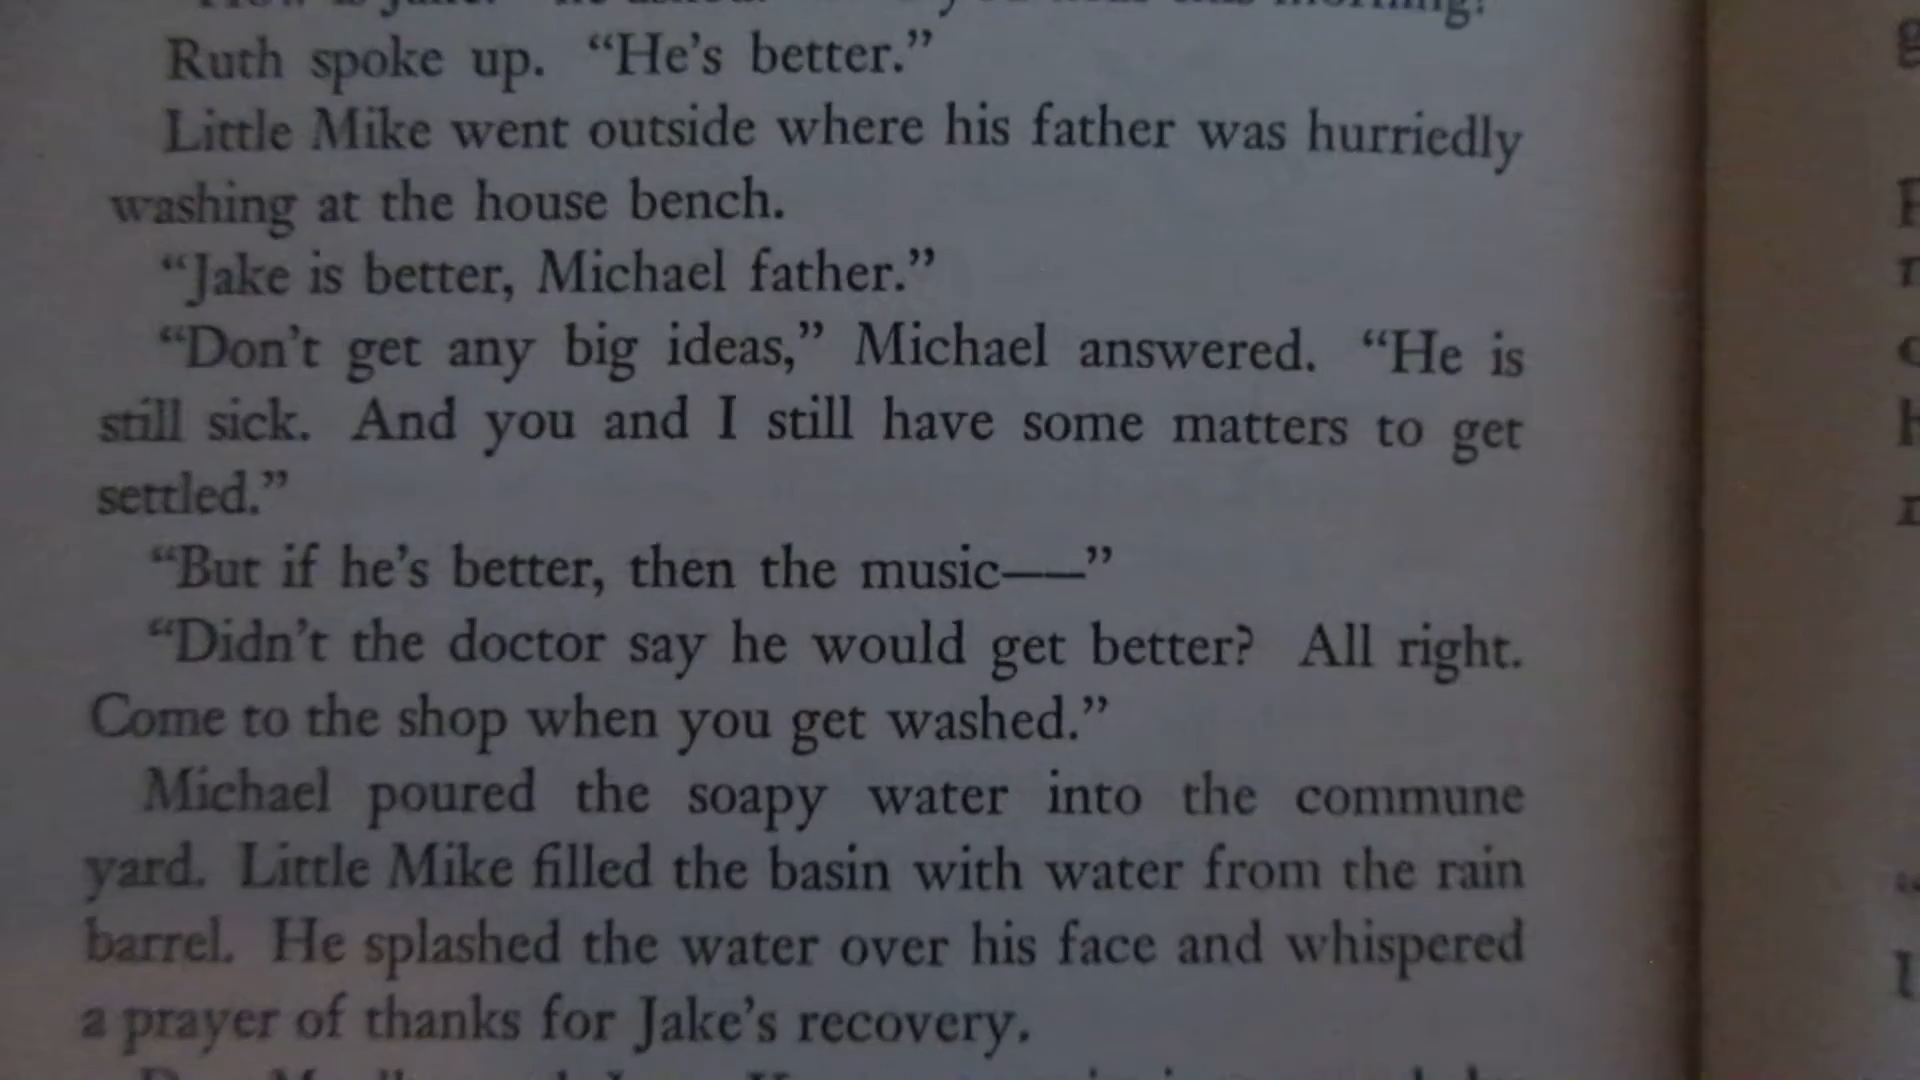 Ruth spoke up. “He’s better.”
Little Mike went outside where his father was hurriedly
washing at the house bench.
“Jake is better, Michael father.”
“Don’t get any big ideas,” Michael answered. “He is
still sick. And you and I still have some matters to get
settled.”
“But if he’s better, then the music——”
“Didn’t the doctor say he would get better? All right.
Come to the shop when you get washed.”
Michael poured the soapy water into the commune
yard. Little Mike filled the basin with water from the rain
barrel. He splashed the water over his face and whispered
a prayer of thanks for Jake’s recovery.